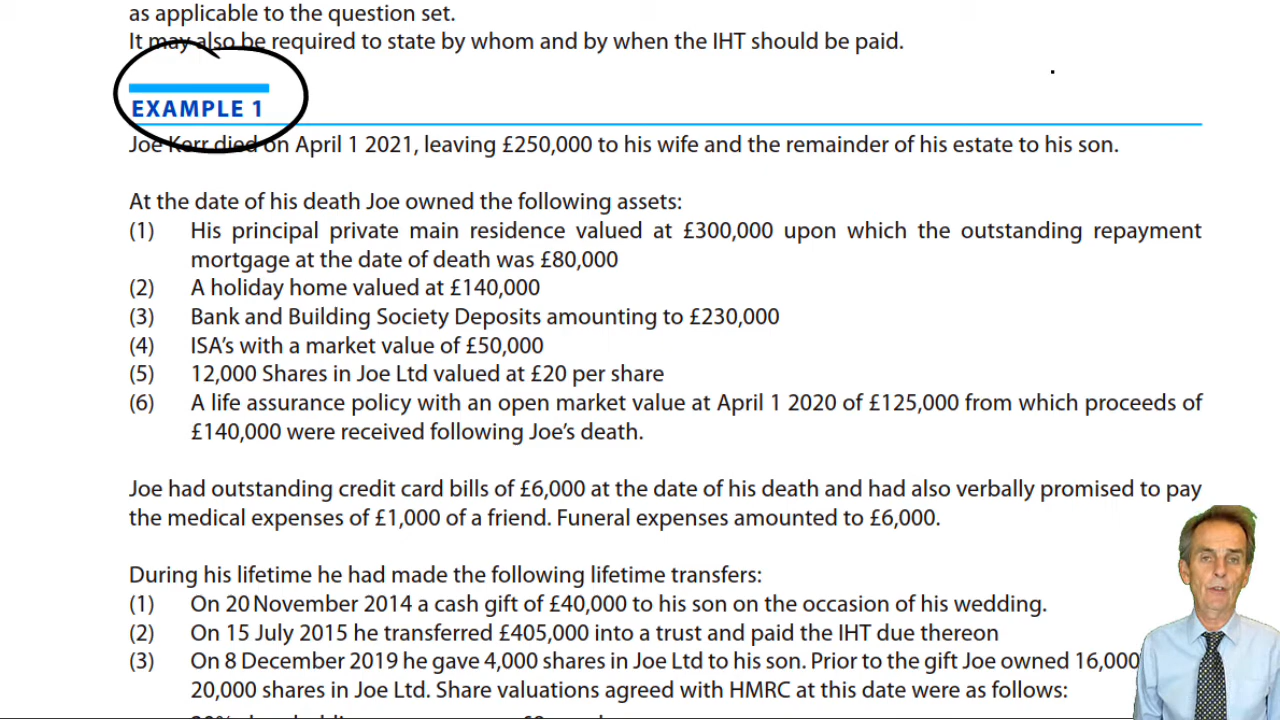 as applicable to the question set.
It may also be required to state by whom and by when the IHT should be paid.
EXAMPLE 1
Joe Kerr died on April 1 2021, leaving £250,000 to his wife and the remainder of his estate to his son.
At the date of his death Joe owned the following assets:
(1) His principal private main residence valued at £300,000 upon which the outstanding repayment
mortgage at the date of death was £80,000
(2) A holiday home valued at £140,000
(3) Bank and Building Society Deposits amounting to £230,000
(4) ISA's with a market value of £50,000
(5) 12,000 Shares in Joe Ltd valued at £20 per share
(6) A life assurance policy with an open market value at April 1 2020 of £125,000 from which proceeds of
£140,000 were received following Joe's death.
Joe had outstanding credit card bills of £6,000 at the date of his death and had also verbally promised to pay
the medical expenses of £1,000 of a friend. Funeral expenses amounted to £6,000.
During his lifetime he had made the following lifetime transfers:
(1) On 20 November 2014 a cash gift of £40,000 to his son on the occasion of his wedding.
(2) On 15 July 2015 he transferred £405,000 into a trust and paid the IHT due thereon
(3) On 8 December 2019 he gave 4,000 shares in Joe Ltd to his son. Prior to the gift Joe owned 16,000
20,000 shares in Joe Ltd. Share valuations agreed with HMRC at this date were as follows: